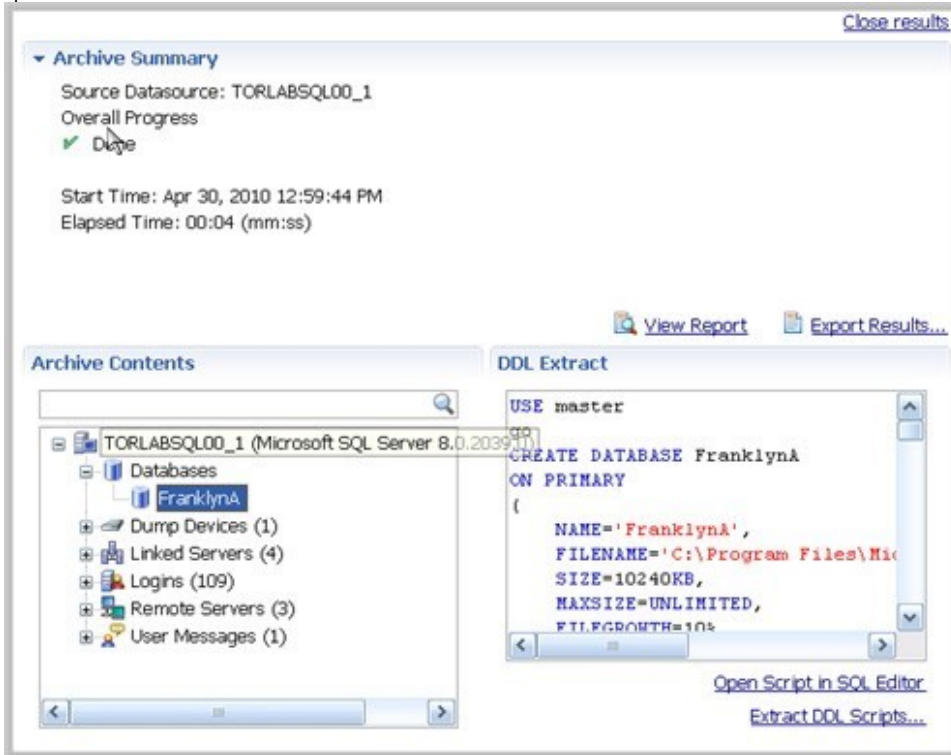 Close results
Archive Summary
Source Datasource: TORLABSQL00_1
Overall Progress
Done
Start Time: Apr 30, 2010 12:59:44 PM
Elapsed Time: 00:04 (mm:ss)
View Report
Export Results...
Archive Contents
TORLABSQL00_1 (Microsoft SQL Server 8.0.2039.0)
Databases
FranklynA
Dump Devices (1)
Linked Servers (4)
Logins (109)
Remote Servers (3)
User Messages (1)
DDL Extract
USE master
go
CREATE DATABASE FranklynA
ON PRIMARY
(
NAME='FranklynA',
FILENAME='C:\Program Files\Mic
SIZE=10240KB,
MAXSIZE=UNLIMITED,
FILEGROWTH=10%
Open Script in SQL Editor
Extract DDL Scripts...